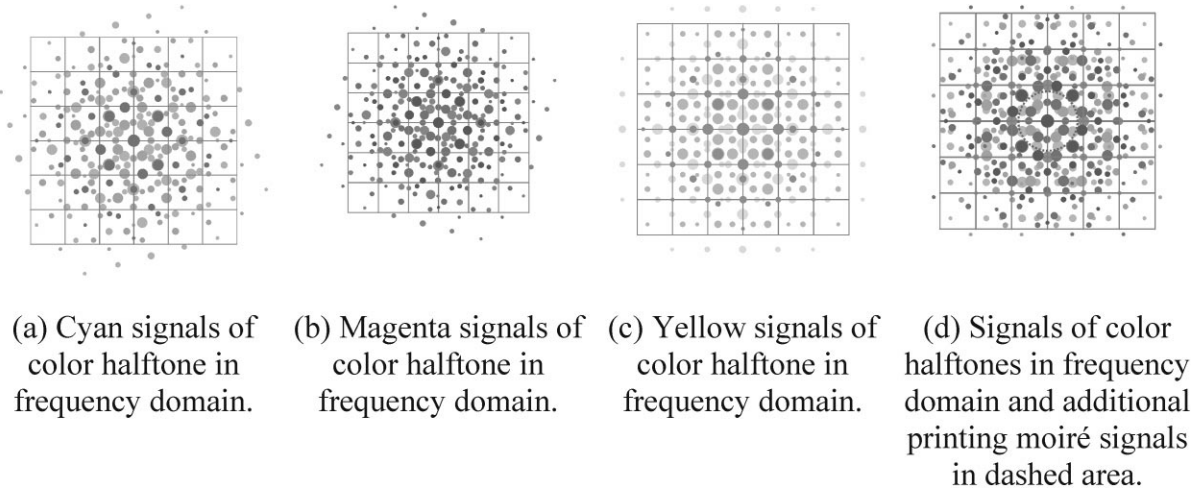 (a) Cyan signals of
color halftone in
frequency domain.
(b) Magenta signals of
color halftone in
frequency domain.
(c) Yellow signals of
color halftone in
frequency domain.
(d) Signals of color
halftones in frequency
domain and additional
printing moiré signals
in dashed area.